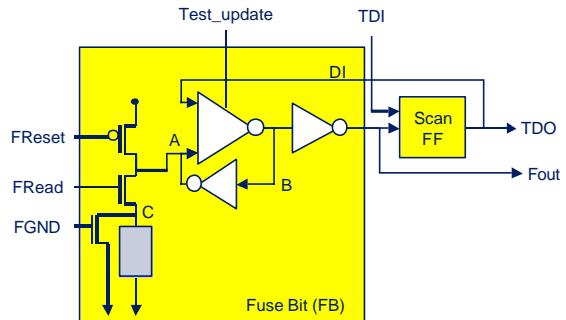 Test_update
TDI
DI
FReset
A
Scan
FF
TDO
FRead
B
Fout
C
FGND
Fuse Bit (FB)